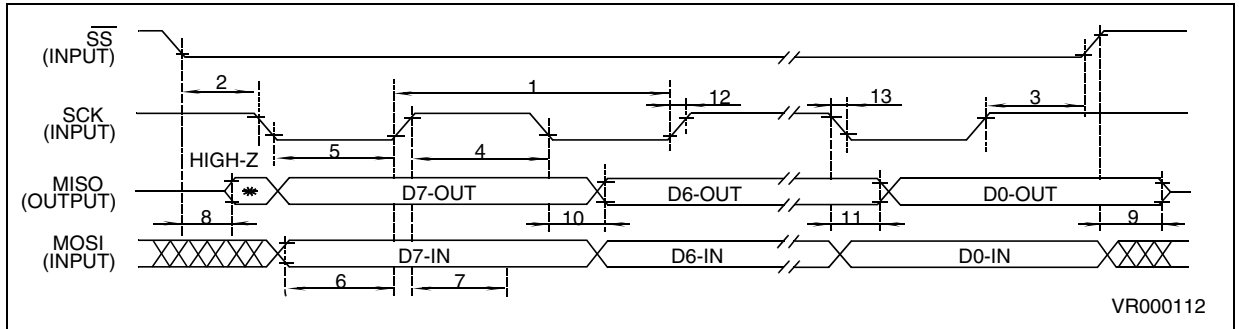 SS
(INPUT)
2
1
12
13
3
SCK
(INPUT)
5
4
HIGH-Z
MISO
(OUTPUT)
D7-OUT
D6-OUT
D0-OUT
8
10
11
9
MOSI
(INPUT)
D7-IN
D6-IN
D0-IN
6
7
VR000112